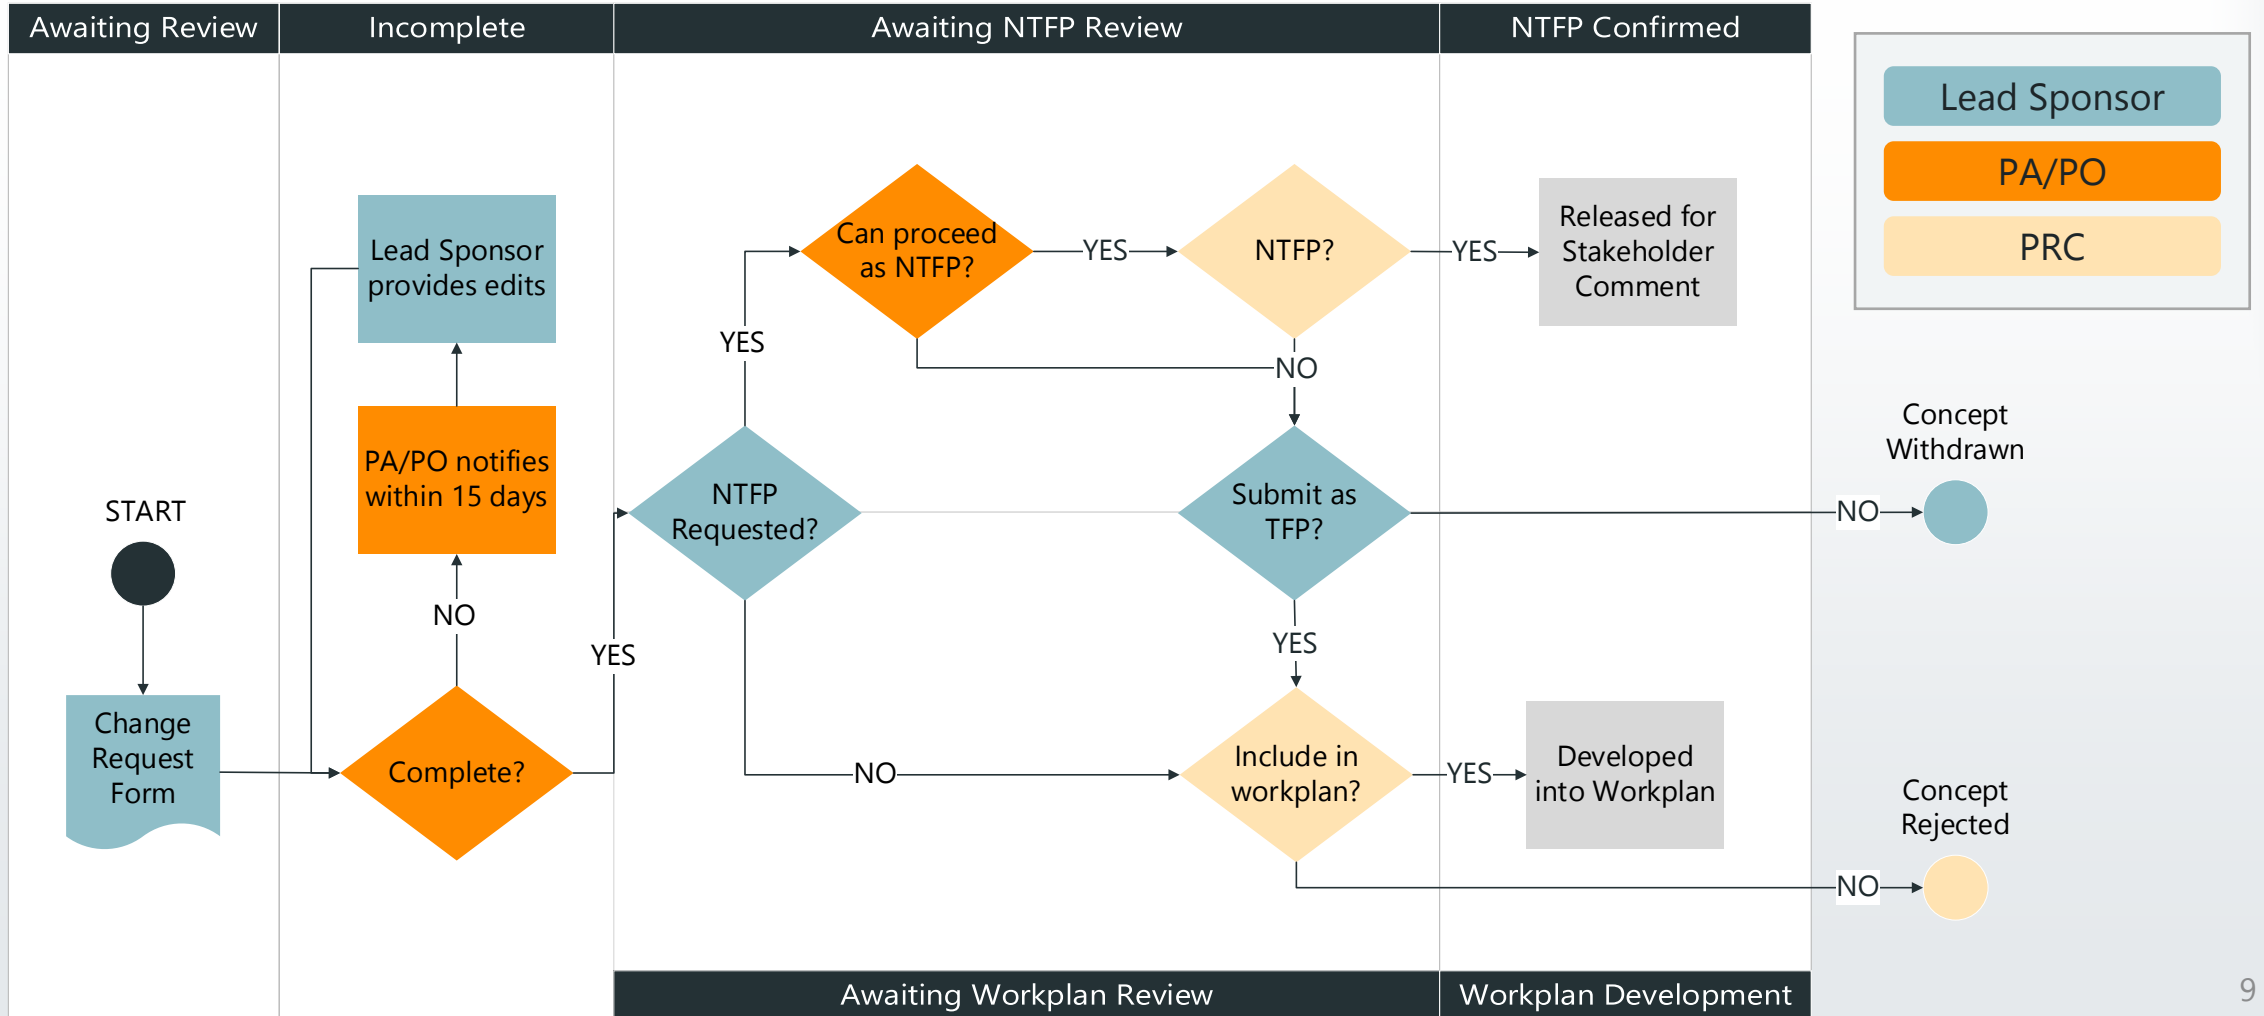 Awaiting Review
Incomplete
Awaiting NTFP Review
NTFP Confirmed
Lead Sponsor
PA/PO
PRC
Lead Sponsor
provides edits
Can proceed
as NTFP?
YES
NTFP?
YES
Released for
Stakeholder
Comment
YES
NO
PA/PO notifies
within 15 days
START
NO
YES
NTFP
Requested?
Submit as
TFP?
NO
Concept
Withdrawn
YES
Change
Request
Form
Complete?
NO
Include in
workplan?
YES
Developed
into Workplan
Concept
Rejected
NO
Awaiting Workplan Review
Workplan Development
9